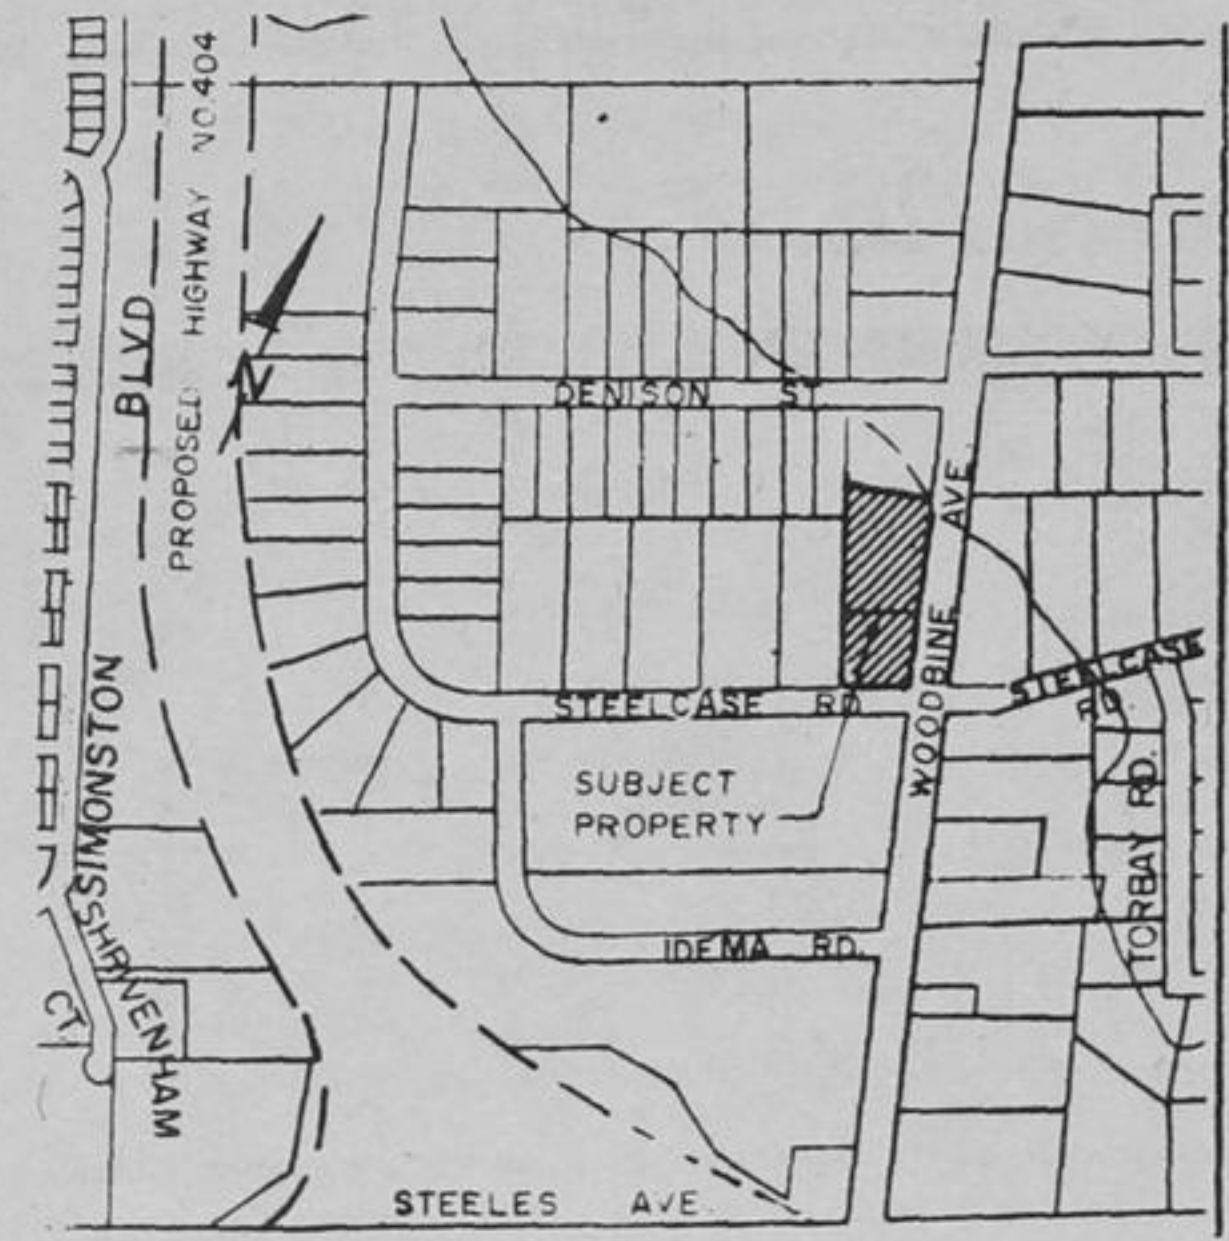 PROPOSED HIGHWAY NO.404
BLVD
N
DENISON ST.
AVE.
WOODBINE
STEELCASE
RD.
STEELCASE RD
SIMONSTON
SUBJECT
PROPERTY
TORBAY RD.
SHRIVENHAM
CT.
IDEMA RD.
STEELES AVE.